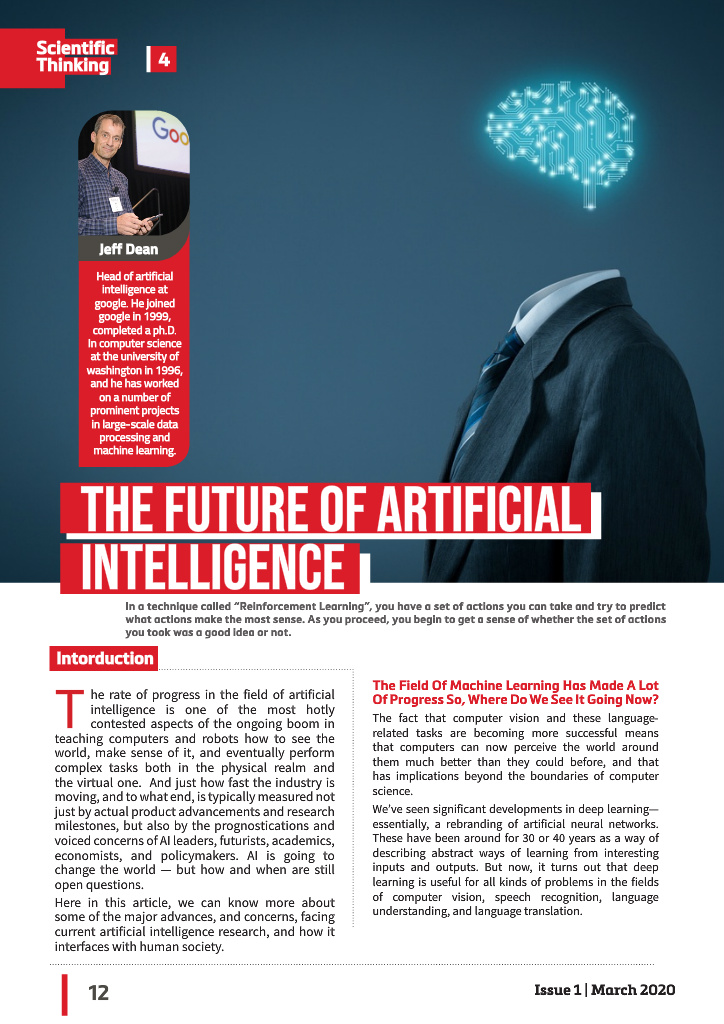 Scientific
Thinking
4
Goo
Jeff Dean
Head of artificial
intelligence at
google. He joined
google in 1999,
completed a ph.D.
In computer science
at the university of
washington in 1996,
and he has worked
on a number of
prominent projects
in large-scale data
processing and
machine learning.
THE FUTURE OF ARTIFICIAL
INTELLIGENCE
In a technique called “Reinforcement Learning”, you have a set of actions you can take and try to predict
what actions make the most sense. As you proceed, you begin to get a sense of whether the set of actions
you took was a good idea or not.
Intorduction
The rate of progress in the field of artificial
intelligence is one of the most hotly
contested aspects of the ongoing boom in
teaching computers and robots how to see the
world, make sense of it, and eventually perform
complex tasks both in the physical realm and
the virtual one. And just how fast the industry is
moving, and to what end, is typically measured not
just by actual product advancements and research
milestones, but also by the prognostications and
voiced concerns of AI leaders, futurists, academics,
economists, and policymakers. AI is going to
change the world — but how and when are still
open questions.
Here in this article, we can know more about
some of the major advances, and concerns, facing
current artificial intelligence research, and how it
interfaces with human society.
The Field Of Machine Learning Has Made A Lot
Of Progress So, Where Do We See It Going Now?
The fact that computer vision and these language-
related tasks are becoming more successful means
that computers can now perceive the world around
them much better than they could before, and that
has implications beyond the boundaries of computer
science.
We’ve seen significant developments in deep learning—
essentially, a rebranding of artificial neural networks.
These have been around for 30 or 40 years as a way of
describing abstract ways of learning from interesting
inputs and outputs. But now, it turns out that deep
learning is useful for all kinds of problems in the fields
of computer vision, speech recognition, language
understanding, and language translation.
12
Issue 1 | March 2020